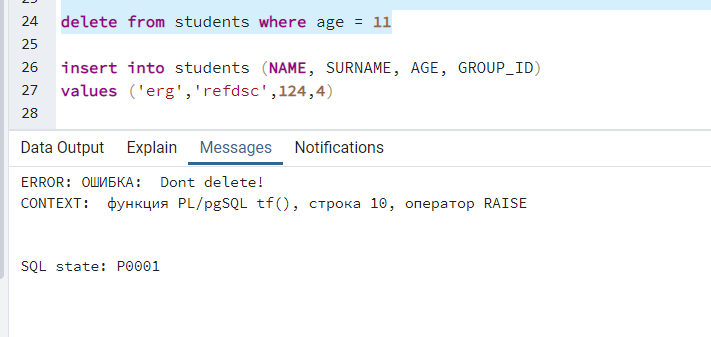 24 delete from students where age = 11
25
26 insert into students (NAME, SURNAME, AGE, GROUP_ID)
27 values ('erg','refdsc',124,4)
28
Data Output Explain Messages Notifications
ERROR: ОШИБКА: Dont delete!
CONTEXT: функция PL/pgSQL tf(), строка 10, оператор RAISE
SQL state: P0001